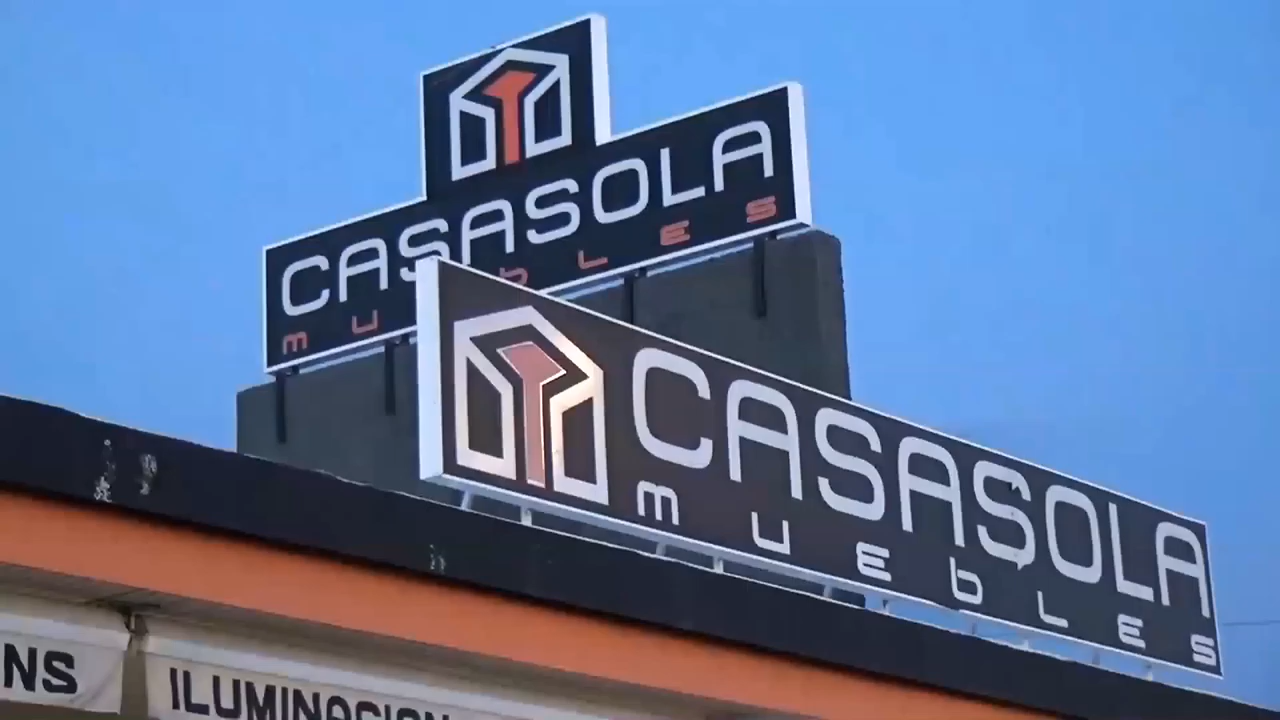 CASASOLA
muebles
CASASOLA
muebles
NS
ILUMINACION